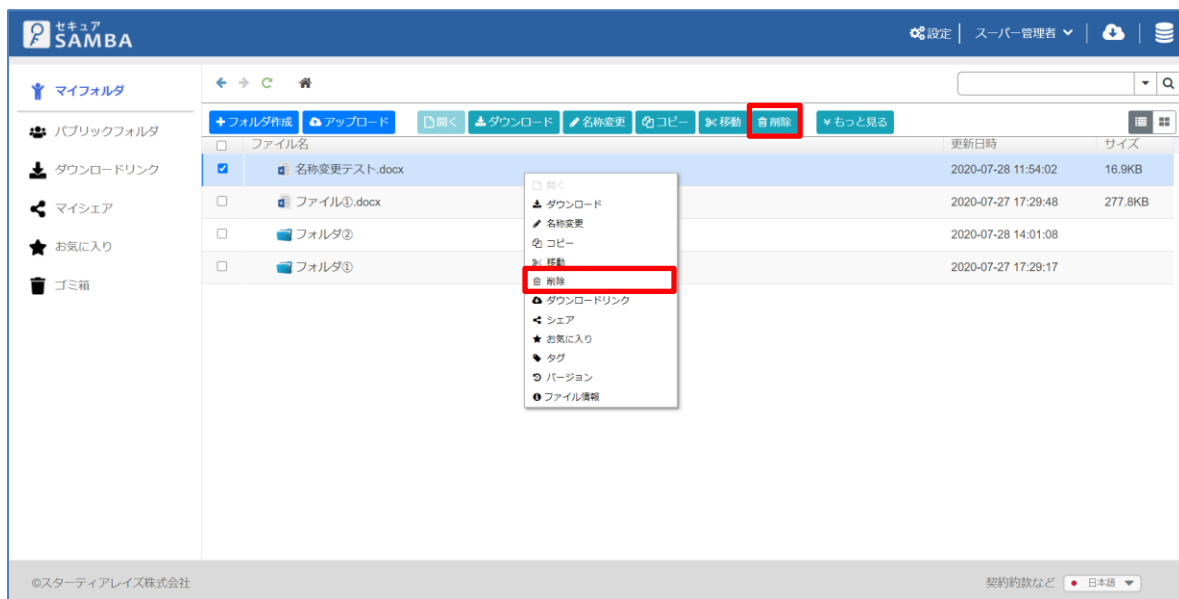 セキュア
SAMBA
設定 スーパー管理者
マイフォルダ
パブリックフォルダ
ダウンロードリンク
マイシェア
お気に入り
ゴミ箱
フォルダ作成 アップロード 開く ダウンロード 名称変更 コピー 移動 削除 もっと見る
ファイル名 更新日時 サイズ
名称変更テスト.docx 2020-07-28 11:54:02 16.9KB
ファイル①.docx 2020-07-27 17:29:48 277.8KB
フォルダ② 2020-07-28 14:01:08
フォルダ① 2020-07-27 17:29:17
開く
ダウンロード
名称変更
コピー
移動
削除
ダウンロードリンク
シェア
お気に入り
タグ
バージョン
ファイル情報
©スターティアレイズ株式会社 契約約款など 日本語